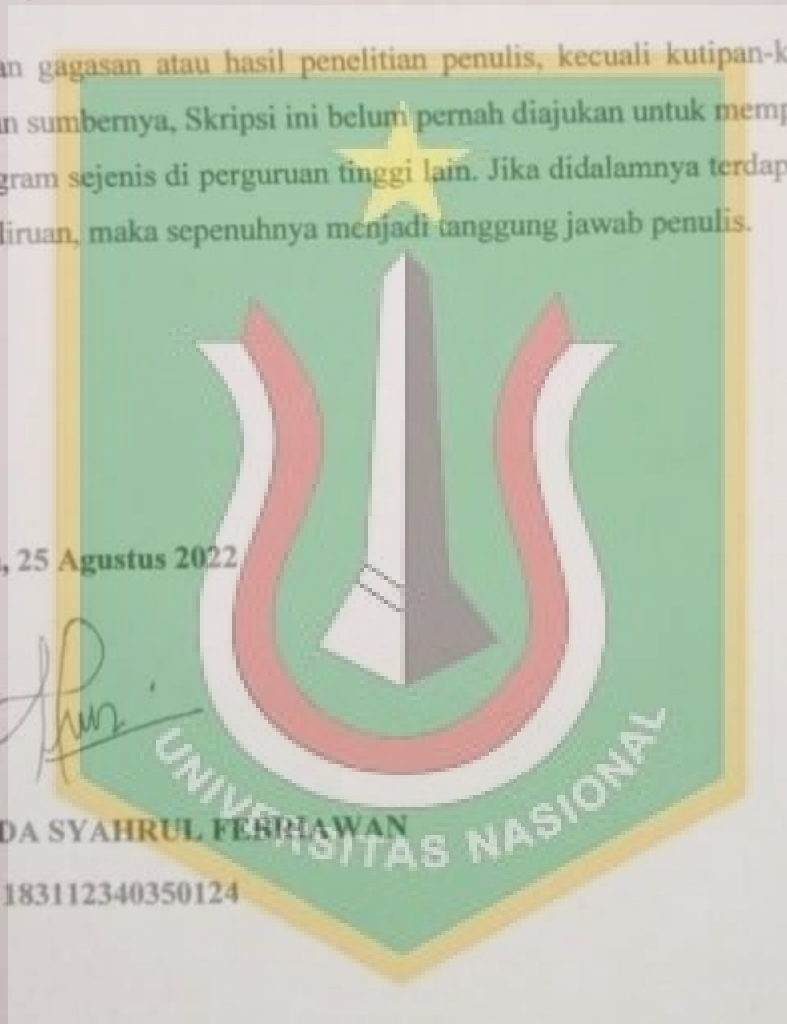 an gagasan atau hasil penelitian penulis, kecuali kutipan-k
n sumbernya, Skripsi ini belum pernah diajukan untuk memp
gram sejenis di perguruan tinggi lain. Jika didalamnya terdap
liruan, maka sepenuhnya menjadi tanggung jawab penulis.
, 25 Agustus 2022
UNIVERSITAS NASIONAL
DA SYAHRUL FEBRIAWAN
183112340350124